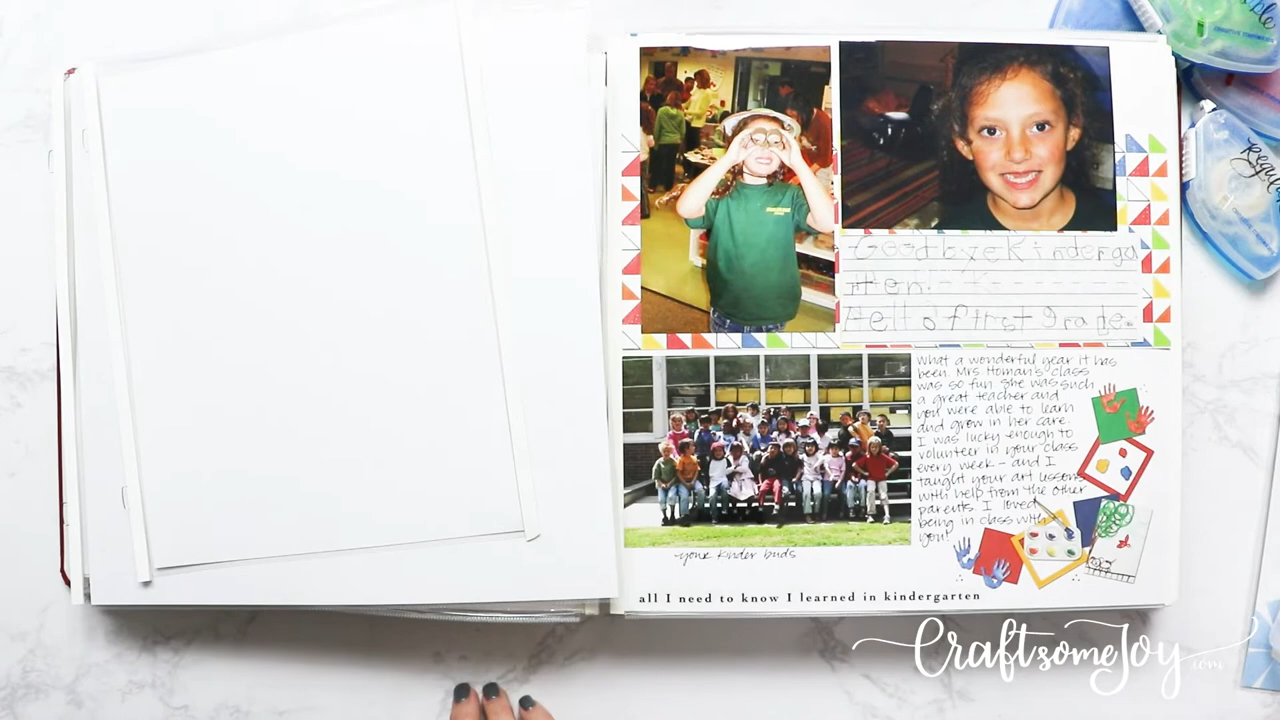 Goodbye Kinderga
rten!
Hello first grade.
what a wonderful year it has
been. Mrs Homan's class
was so fun she was such
a great teacher and
you were able to learn
and grow in her care.
I was lucky enough to
volunteer in your class
every week - and I
taught your art lessons
with help from the other
parents. I loved
being in class with
you!
your kinder buds
all I need to know I learned in kindergarten
CraftsomeJoy.com